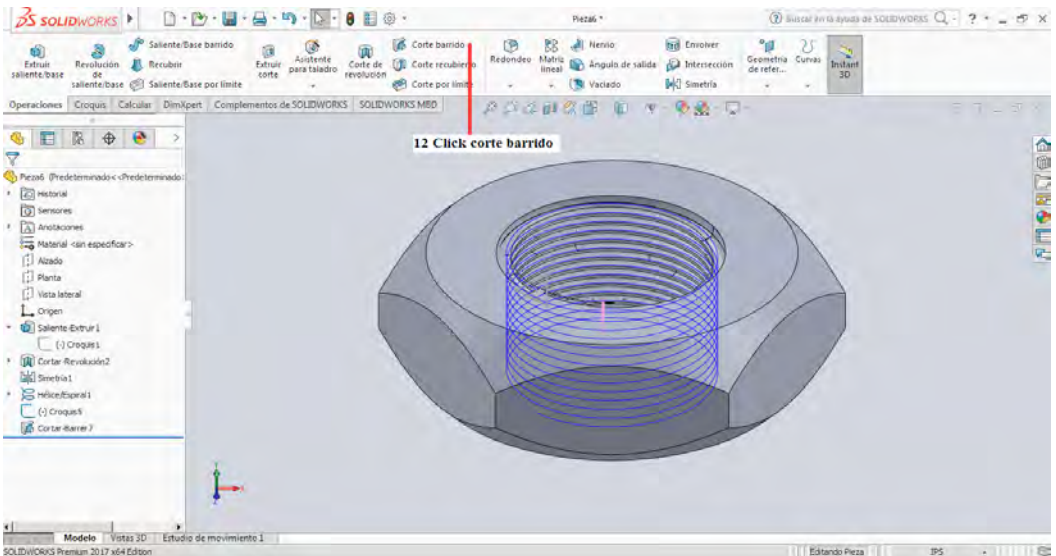 SOLIDWORKS
Pieza6 *
Buscar en la ayuda de SOLIDWORKS
Extruir saliente/base
Revolución de saliente/base
Saliente/Base barrido
Recubrir
Saliente/Base por límite
Extruir corte
Asistente para taladro
Corte de revolución
Corte barrido
Corte recubierto
Corte por límite
Redondeo
Matriz lineal
Nervio
Ángulo de salida
Vaciado
Envolver
Intersección
Simetría
Geometría de refer...
Curvas
Instant 3D
Operaciones Croquis Calcular DimXpert Complementos de SOLIDWORKS SOLIDWORKS MBD
12 Click corte barrido
Pieza6 (Predeterminado<<Predeterminado
Historial
Sensores
Anotaciones
Material <sin especificar>
Alzado
Planta
Vista lateral
Origen
Saliente-Extruir1
(-) Croquis1
Cortar-Revolución2
Simetría1
Hélice/Espiral1
(-) Croquis5
Cortar-Barrer7
Modelo Vistas 3D Estudio de movimiento 1
SOLIDWORKS Premium 2017 x64 Edition
Editando Pieza
IPS